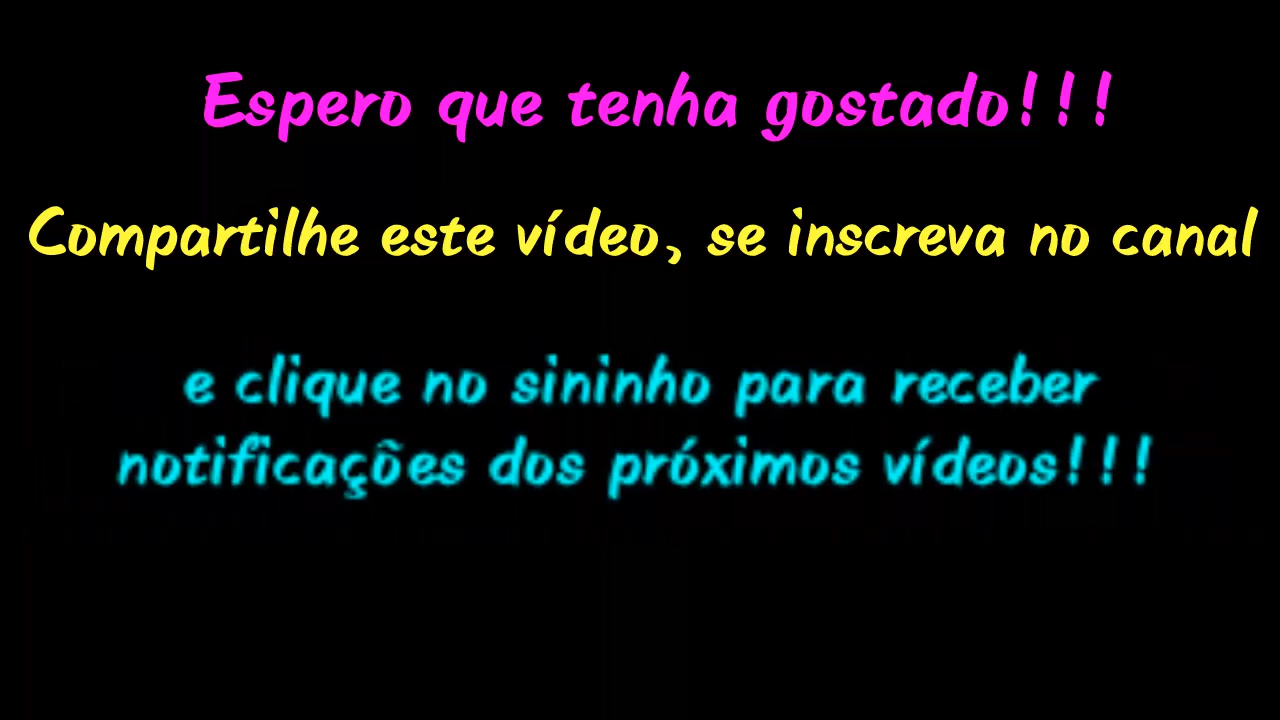 Espero que tenha gostado!!!
Compartilhe este vídeo, se inscreva no canal
e clique no sininho para receber
notificações dos próximos vídeos!!!